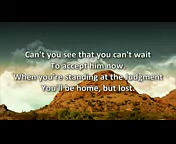 Can't you see that you can't wait
To accept him now
When you're standing at the judgment
You'll be home, but lost.